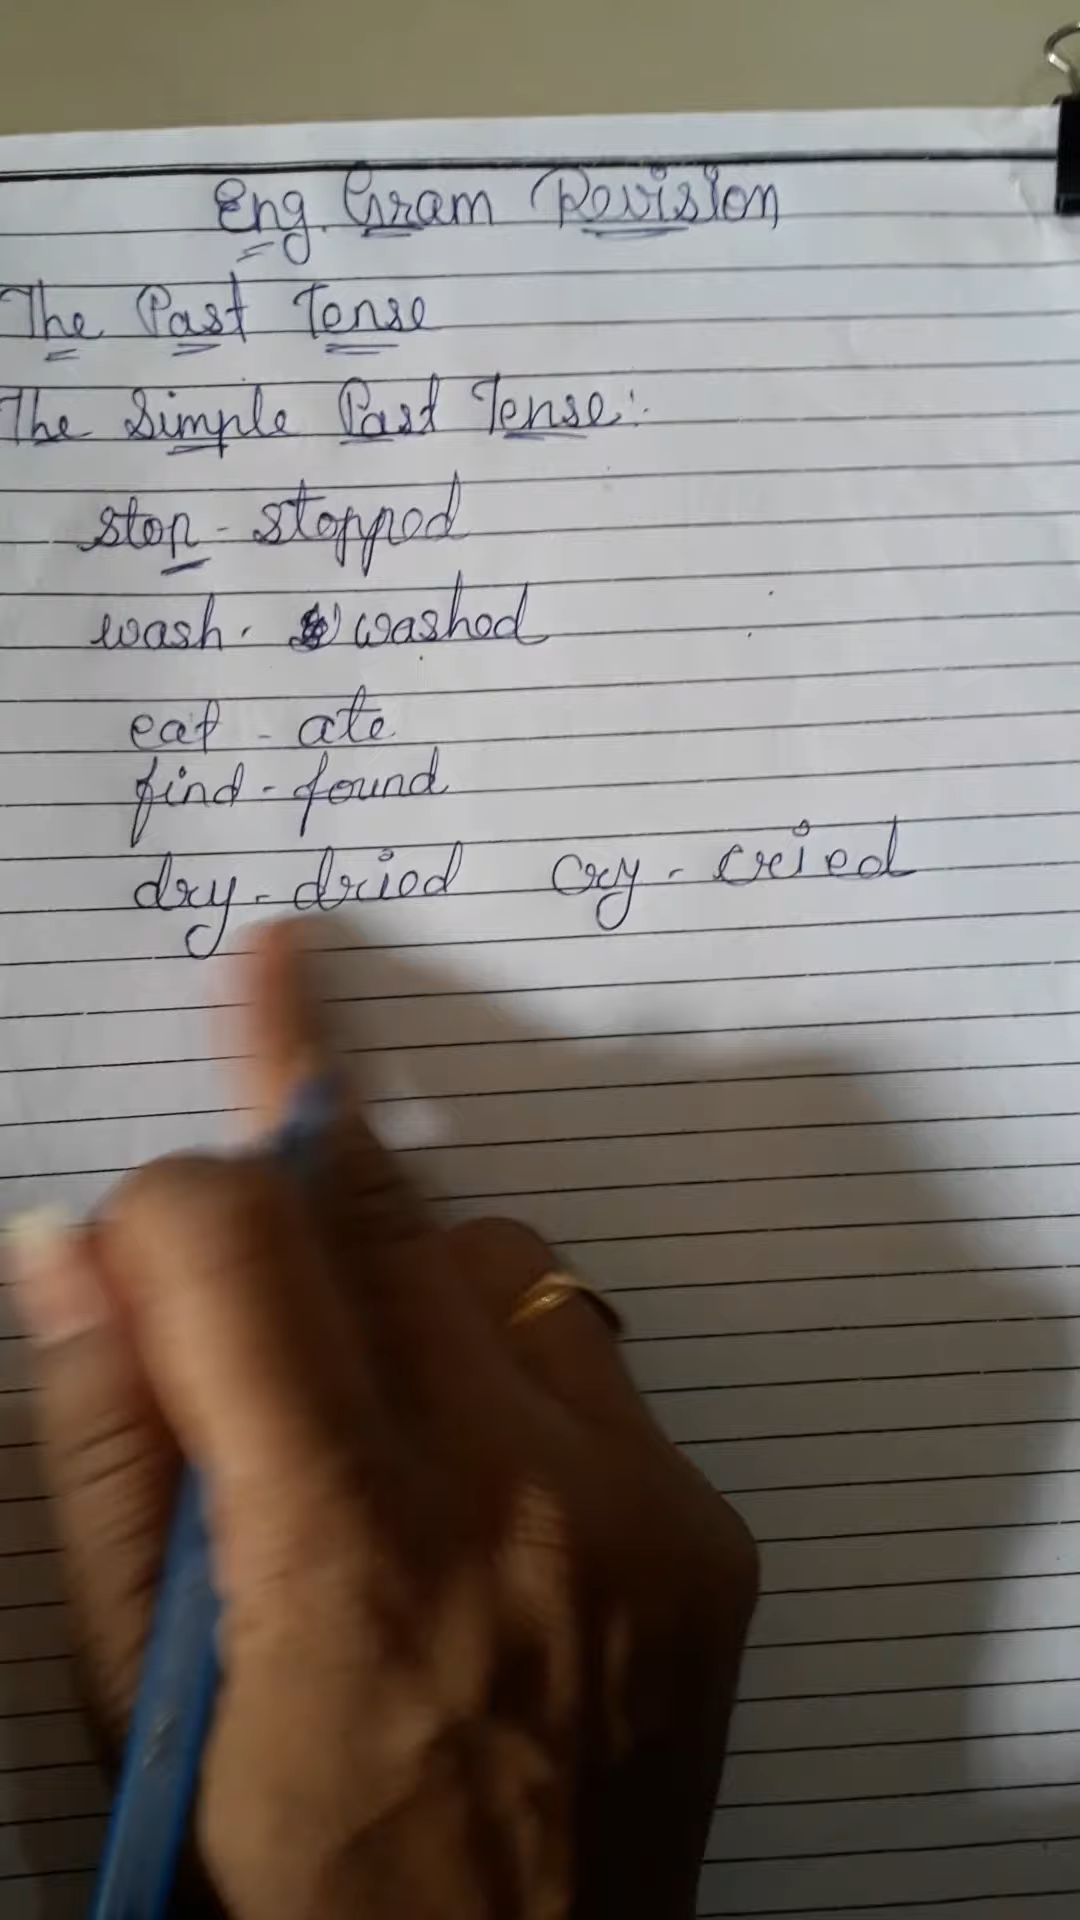 Eng. Gram Revision
The Past Tense
The Simple Past Tense:
stop - stopped
wash - washed
eat - ate
find - found
dry - dried cry - cried